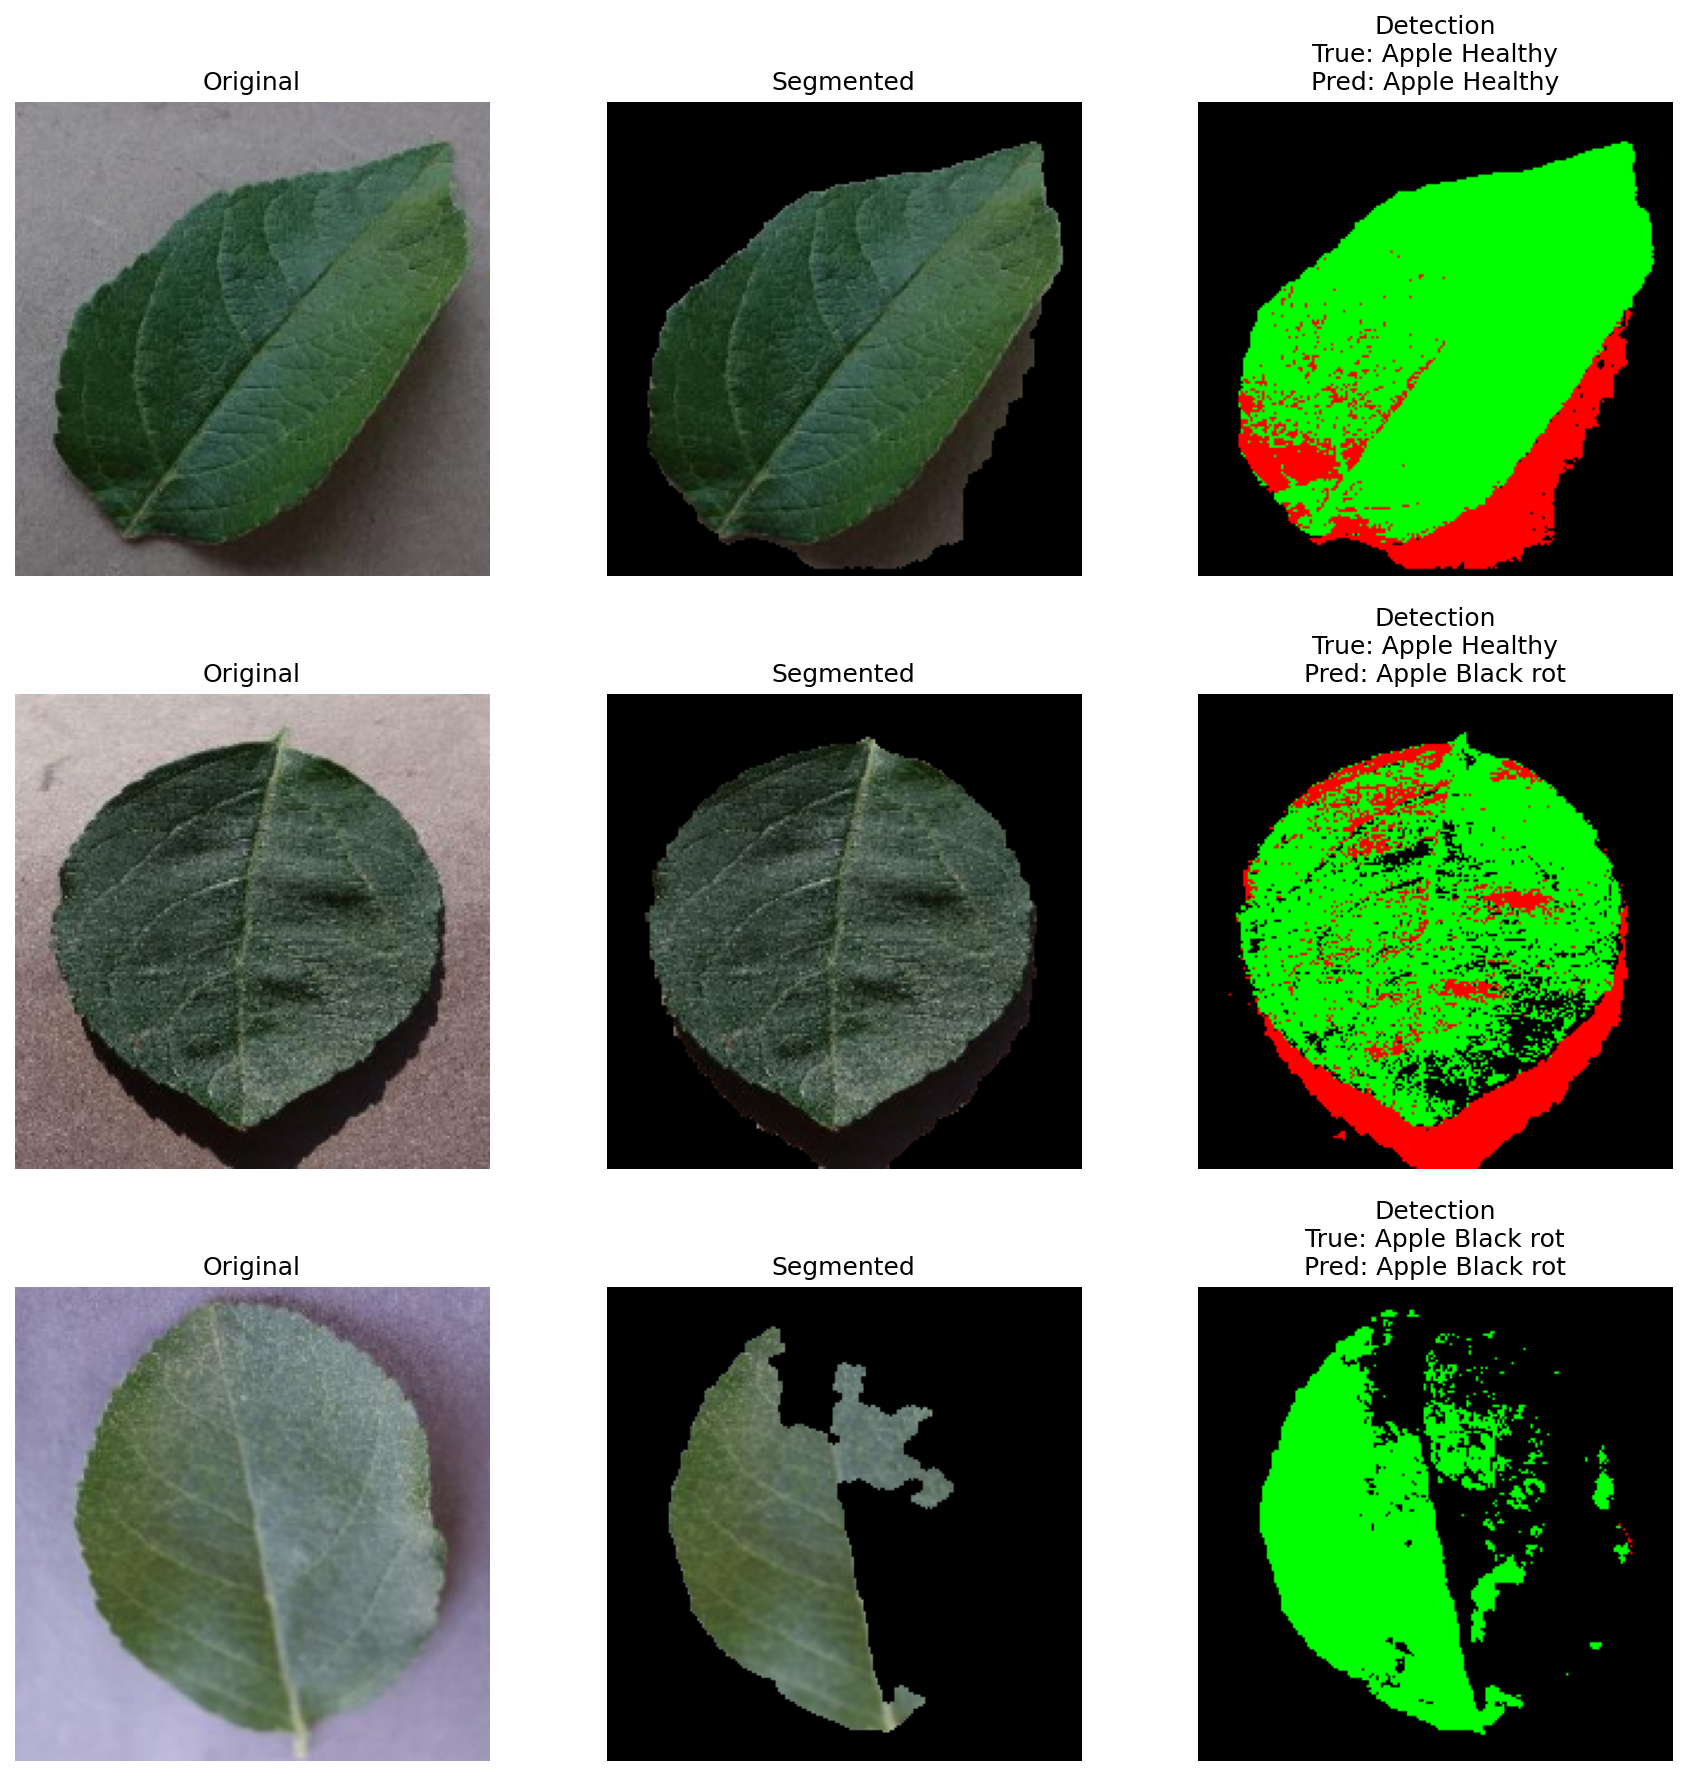 Original
Segmented
Detection
True: Apple Healthy
Pred: Apple Healthy
Original
Segmented
Detection
True: Apple Healthy
Pred: Apple Black rot
Original
Segmented
Detection
True: Apple Black rot
Pred: Apple Black rot